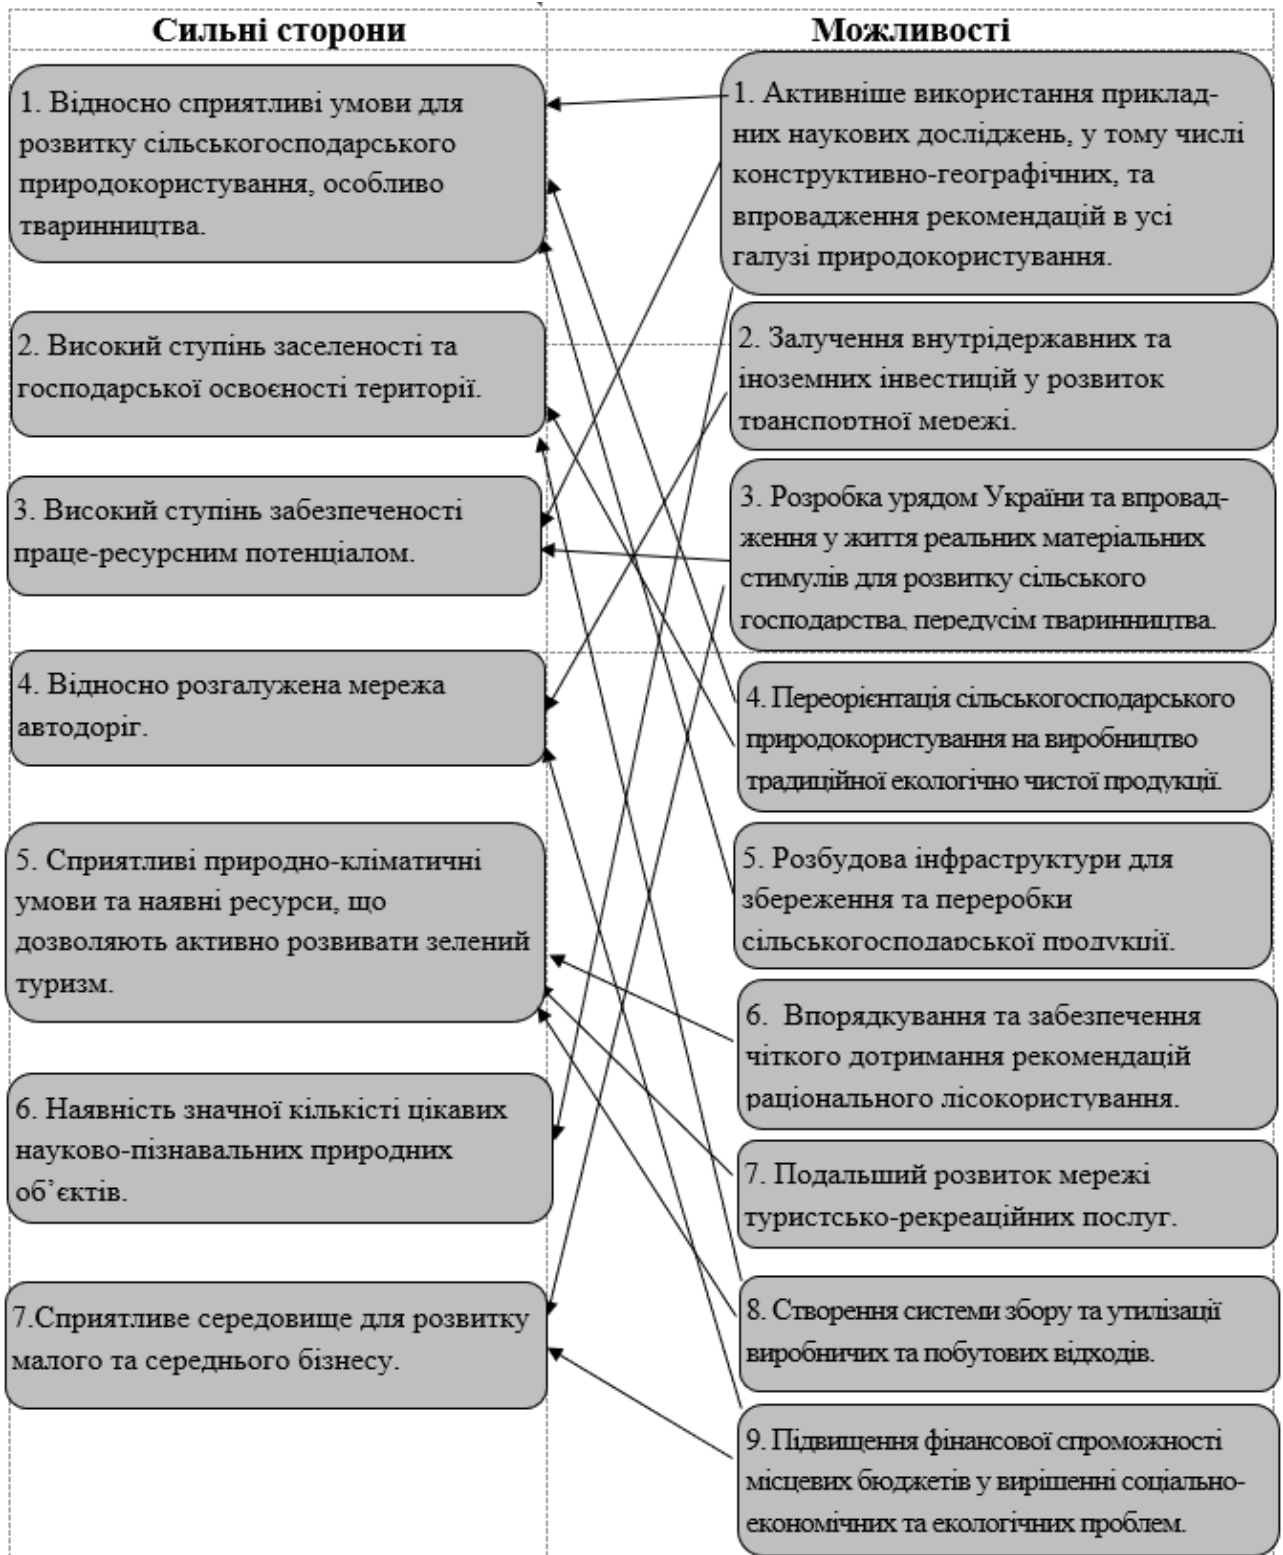 Сильні сторони
1. Відносно сприятливі умови для
розвитку сільськогосподарського
природокористування, особливо
тваринництва.
2. Високий ступінь заселеності та
господарської освоєності території.
3. Високий ступінь забезпеченості
праце-ресурсним потенціалом.
4. Відносно розгалужена мережа
автодоріг.
5. Сприятливі природно-кліматичні
умови та наявні ресурси, що
дозволяють активно розвивати зелений
туризм.
6. Наявність значної кількісті цікавих
науково-пізнавальних природних
об’єктів.
7.Сприятливе середовище для розвитку
малого та середнього бізнесу.
Можливості
1. Активніше використання приклад-
них наукових досліджень, у тому числі
конструктивно-географічних, та
впровадження рекомендацій в усі
галузі природокористування.
2. Залучення внутрідержавних та
іноземних інвестицій у розвиток
транспортної мережі.
3. Розробка урядом України та впровад-
ження у життя реальних матеріальних
стимулів для розвитку сільського
господарства, передусім тваринництва.
4. Переорієнтація сільськогосподарського
природокористування на виробництво
традиційної екологічно чистої продукції.
5. Розбудова інфраструктури для
збереження та переробки
сільськогосподарської продукції.
6. Впорядкування та забезпечення
чіткого дотримання рекомендацій
раціонального лісокористування.
7. Подальший розвиток мережі
туристсько-рекреаційних послуг.
8. Створення системи збору та утилізації
виробничих та побутових відходів.
9. Підвищення фінансової спроможності
місцевих бюджетів у вирішенні соціально-
економічних та екологічних проблем.